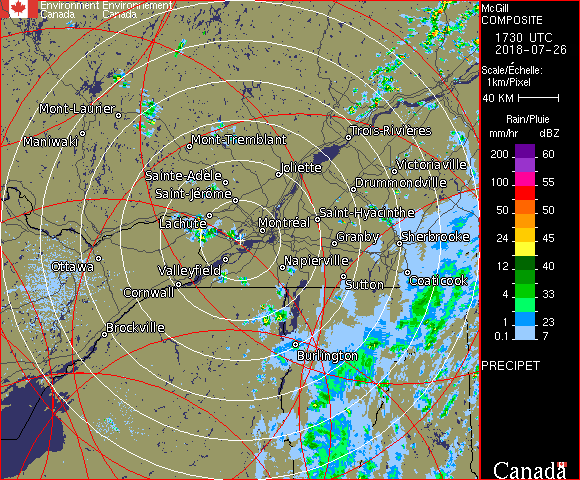 Environment Environnement
Canada Canada
McGill
COMPOSITE
1730 UTC
2018-07-26
Scale/Échelle:
1km/Pixel
40 KM
Rain/Pluie
mm/hr dBZ
200 60
100 55
50 50
24 45
12 40
4 33
1 23
0.1 7
PRECIPET
Canada
Mont-Laurier
Maniwaki
Mont-Tremblant
Trois-Rivières
Sainte-Adèle
Joliette
Victoriaville
Saint-Jérôme
Drummondville
Lachute
Saint-Hyacinthe
Montréal
Granby
Sherbrooke
Ottawa
Valleyfield
Napierville
Cornwall
Sutton
Coaticook
Brockville
Burlington